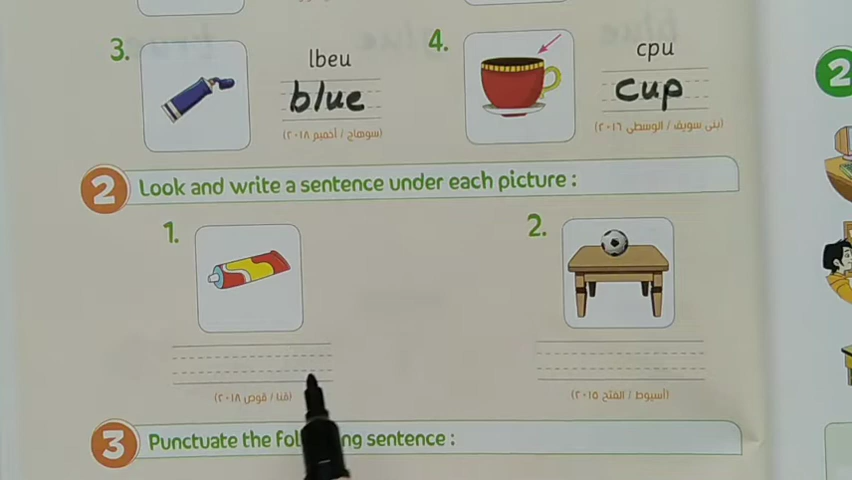 3.
lbeu
blue
(سوهاج / أخميم ٢٠١٨)
4.
cpu
cup
(بنى سويف / الوسطى ٢٠١٦)
2
2 Look and write a sentence under each picture :
1.
(قنا / قوص ٢٠١٨)
2.
(أسيوط / الفتح ٢٠١٥)
3 Punctuate the fol ng sentence :